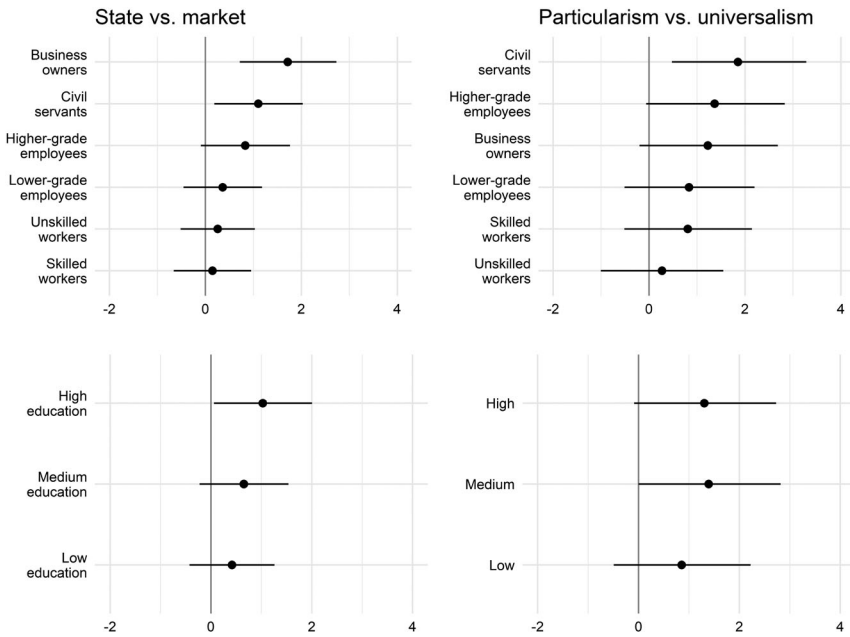 State vs. market
Business
owners
Civil
servants
Higher-grade
employees
Lower-grade
employees
Unskilled
workers
Skilled
workers
-2 0 2 4
Particularism vs. universalism
Civil
servants
Higher-grade
employees
Business
owners
Lower-grade
employees
Skilled
workers
Unskilled
workers
-2 0 2 4
High
education
Medium
education
Low
education
-2 0 2 4
High
Medium
Low
-2 0 2 4